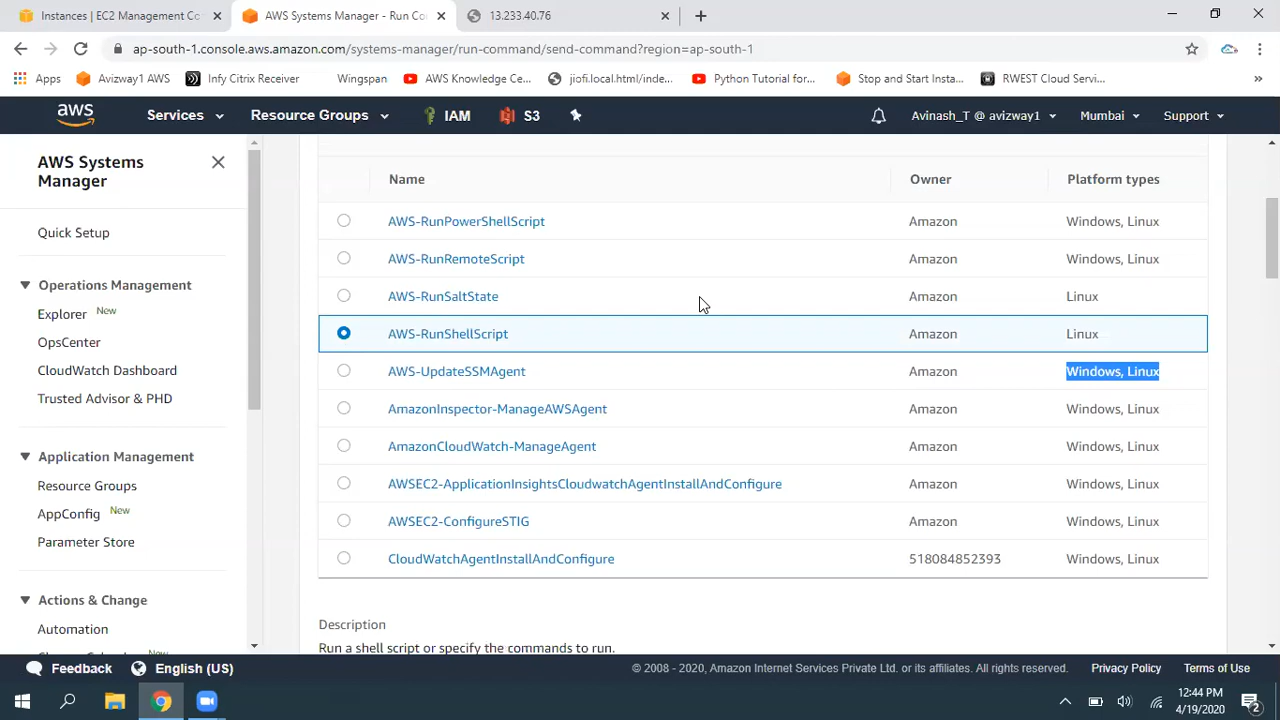 Instances | EC2 Management Co
AWS Systems Manager - Run Co
13.233.40.76
ap-south-1.console.aws.amazon.com/systems-manager/run-command/send-command?region=ap-south-1
Apps
Avizway1 AWS
Infy Citrix Receiver
Wingspan
AWS Knowledge Ce...
jiofi.local.html/inde...
Python Tutorial for...
Stop and Start Insta...
RWEST Cloud Servi...
»
aws
Services
Resource Groups
IAM
S3
Avinash_T @ avizway1
Mumbai
Support
AWS Systems
Manager
Quick Setup
Operations Management
Explorer New
OpsCenter
CloudWatch Dashboard
Trusted Advisor & PHD
Application Management
Resource Groups
AppConfig New
Parameter Store
Actions & Change
Automation
New
Name Owner Platform types
AWS-RunPowerShellScript Amazon Windows, Linux
AWS-RunRemoteScript Amazon Windows, Linux
AWS-RunSaltState Amazon Linux
AWS-RunShellScript Amazon Linux
AWS-UpdateSSMAgent Amazon Windows, Linux
AmazonInspector-ManageAWSAgent Amazon Windows, Linux
AmazonCloudWatch-ManageAgent Amazon Windows, Linux
AWSEC2-ApplicationInsightsCloudwatchAgentInstallAndConfigure Amazon Windows, Linux
AWSEC2-ConfigureSTIG Amazon Windows, Linux
CloudWatchAgentInstallAndConfigure 518084852393 Windows, Linux
Description
Run a shell script or specify the commands to run.
Feedback
English (US)
© 2008 - 2020, Amazon Internet Services Private Ltd. or its affiliates. All rights reserved.
Privacy Policy
Terms of Use
12:44 PM
4/19/2020
2